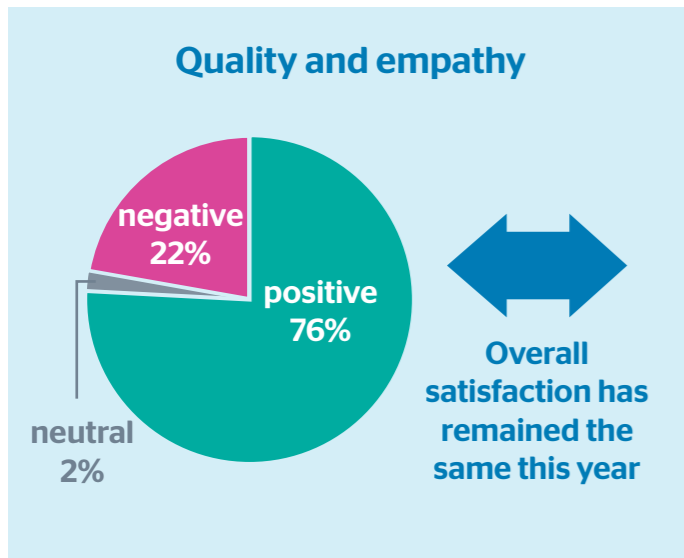 Quality and empathy
negative
22%
positive
76%
neutral
2%
Overall
satisfaction has
remained the
same this year